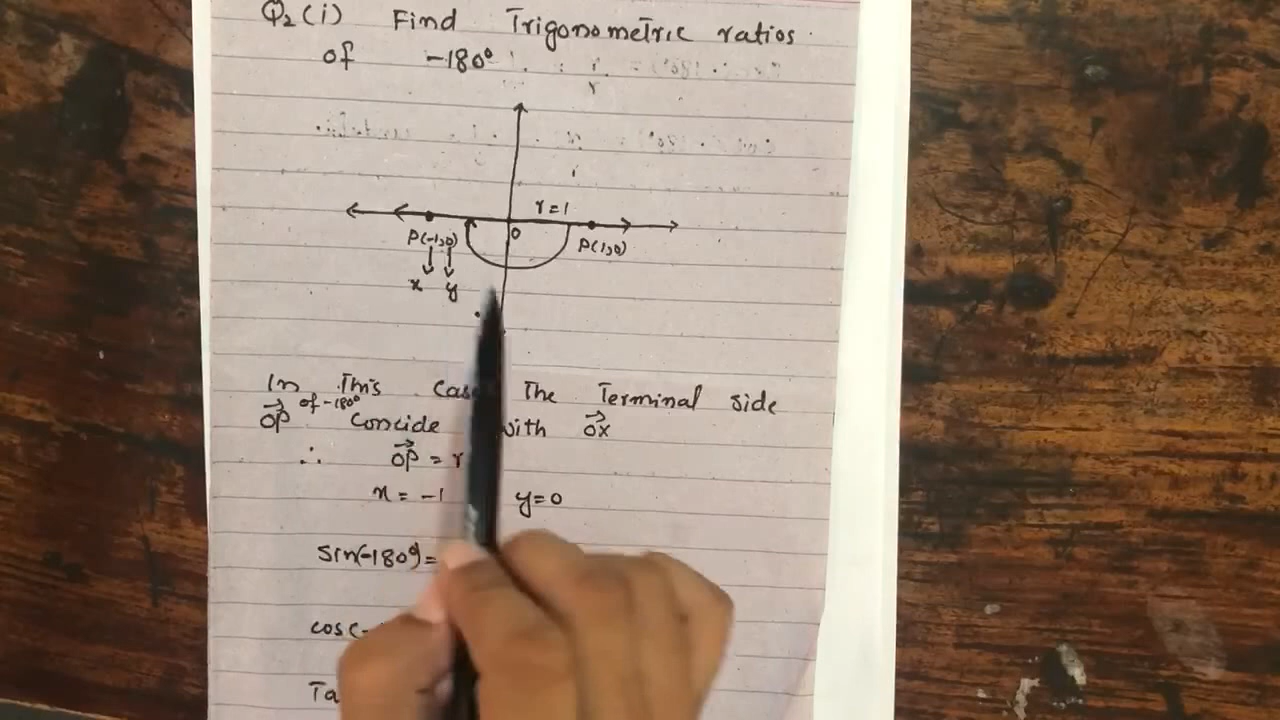 Q2(i) Find Trigonometric ratios
of -180°
r=1
P(-1,0) O P(1,0)
x y
In This Case The Terminal side
of -180°
OP Concide with OX
∴ OP = r
x = -1 y=0
sin(-180°)=
cos(-
Ta